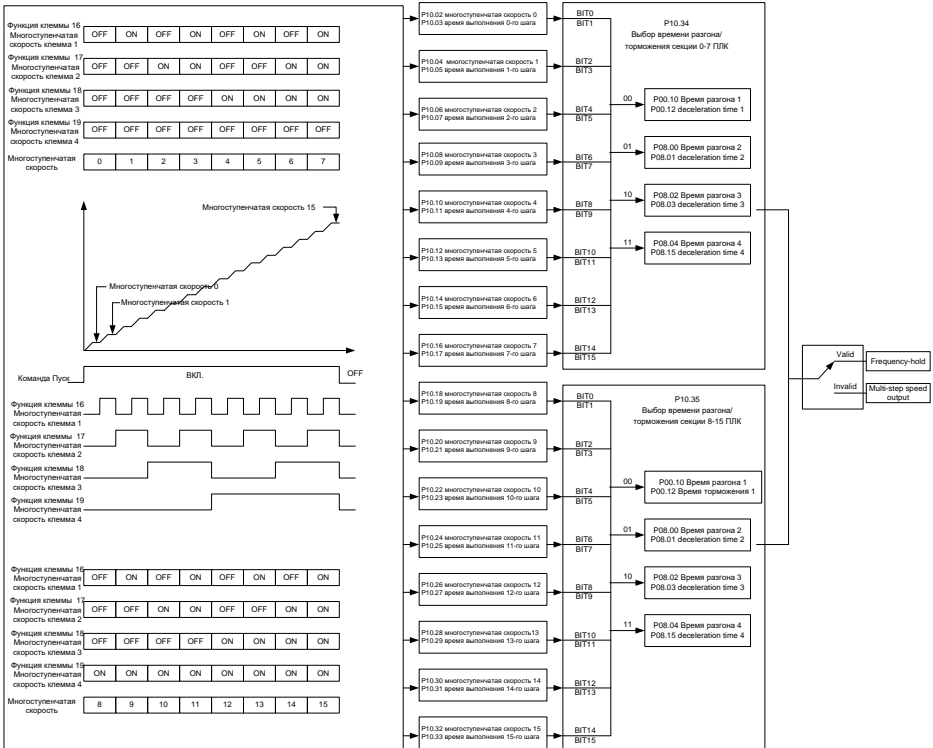 Функция клеммы 16
Многоступенчатая
скорость клемма 1
OFF ON OFF ON OFF ON OFF ON
Функция клеммы 17
Многоступенчатая
скорость клемма 2
OFF OFF ON ON OFF OFF ON ON
Функция клеммы 18
Многоступенчатая
скорость клемма 3
OFF OFF OFF OFF ON ON ON ON
Функция клеммы 19
Многоступенчатая
скорость клемма 4
OFF OFF OFF OFF OFF OFF OFF OFF
Многоступенчатая
скорость
0 1 2 3 4 5 6 7
Многоступенчатая скорость 15
Многоступенчатая скорость 0
Многоступенчатая скорость 1
Команда Пуск
ВКЛ.
OFF
Функция клеммы 16
Многоступенчатая
скорость клемма 1
Функция клеммы 17
Многоступенчатая
скорость клемма 2
Функция клеммы 18
Многоступенчатая
скорость клемма 3
Функция клеммы 19
Многоступенчатая
скорость клемма 4
Функция клеммы 16
Многоступенчатая
скорость клемма 1
OFF ON OFF ON OFF ON OFF ON
Функция клеммы 17
Многоступенчатая
скорость клемма 2
OFF OFF ON ON OFF OFF ON ON
Функция клеммы 18
Многоступенчатая
скорость клемма 3
OFF OFF OFF OFF ON ON ON ON
Функция клеммы 19
Многоступенчатая
скорость клемма 4
ON ON ON ON ON ON ON ON
Многоступенчатая
скорость
8 9 10 11 12 13 14 15
P10.02 многоступенчатая скорость 0
P10.03 время выполнения 0-го шага
P10.04 многоступенчатая скорость 1
P10.05 время выполнения 1-го шага
P10.06 многоступенчатая скорость 2
P10.07 время выполнения 2-го шага
P10.08 многоступенчатая скорость 3
P10.09 время выполнения 3-го шага
P10.10 многоступенчатая скорость 4
P10.11 время выполнения 4-го шага
P10.12 многоступенчатая скорость 5
P10.13 время выполнения 5-го шага
P10.14 многоступенчатая скорость 6
P10.15 время выполнения 6-го шага
P10.16 многоступенчатая скорость 7
P10.17 время выполнения 7-го шага
P10.18 многоступенчатая скорость 8
P10.19 время выполнения 8-го шага
P10.20 многоступенчатая скорость 9
P10.21 время выполнения 9-го шага
P10.22 многоступенчатая скорость 10
P10.23 время выполнения 10-го шага
P10.24 многоступенчатая скорость 11
P10.25 время выполнения 11-го шага
P10.26 многоступенчатая скорость 12
P10.27 время выполнения 12-го шага
P10.28 многоступенчатая скорость13
P10.29 время выполнения 13-го шага
P10.30 многоступенчатая скорость 14
P10.31 время выполнения 14-го шага
P10.32 многоступенчатая скорость 15
P10.33 время выполнения 15-го шага
BIT0
BIT1
BIT2
BIT3
BIT4
BIT5
BIT6
BIT7
BIT8
BIT9
BIT10
BIT11
BIT12
BIT13
BIT14
BIT15
P10.34
Выбор времени разгона/
торможения секции 0-7 ПЛК
00
P00.10 Время разгона 1
P00.12 deceleration time 1
01
P08.00 Время разгона 2
P08.01 deceleration time 2
10
P08.02 Время разгона 3
P08.03 deceleration time 3
11
P08.04 Время разгона 4
P08.15 deceleration time 4
BIT0
BIT1
BIT2
BIT3
BIT4
BIT5
BIT6
BIT7
BIT8
BIT9
BIT10
BIT11
BIT12
BIT13
BIT14
BIT15
P10.35
Выбор времени разгона/
торможения секции 8-15 ПЛК
00
P00.10 Время разгона 1
P00.12 Время торможения 1
01
P08.00 Время разгона 2
P08.01 deceleration time 2
10
P08.02 Время разгона 3
P08.03 deceleration time 3
11
P08.04 Время разгона 4
P08.15 deceleration time 4
Valid
Frequency-hold
Invalid
Multi-step speed
output